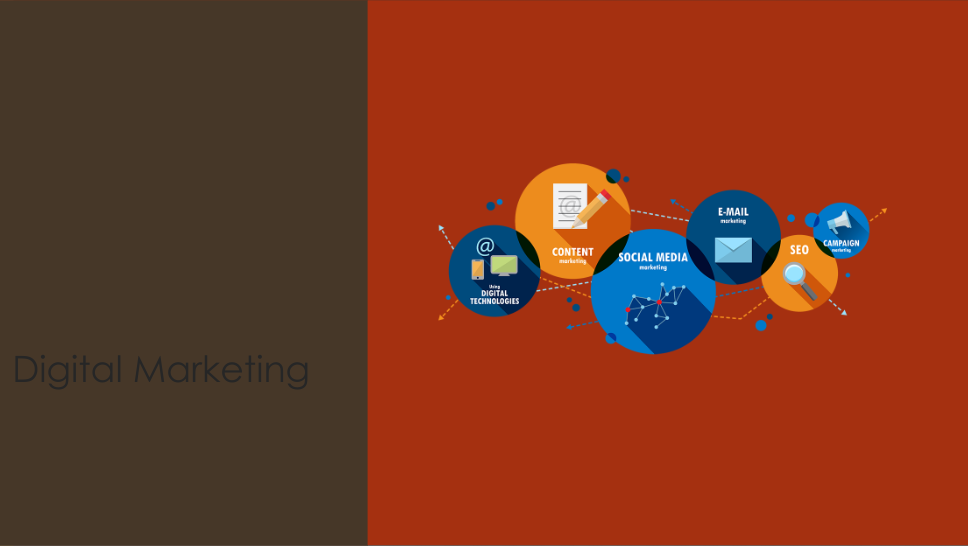 Digital Marketing
@
Using
DIGITAL
TECHNOLOGIES
@
CONTENT
marketing
SOCIAL MEDIA
marketing
E-MAIL
marketing
SEO
CAMPAIGN
marketing